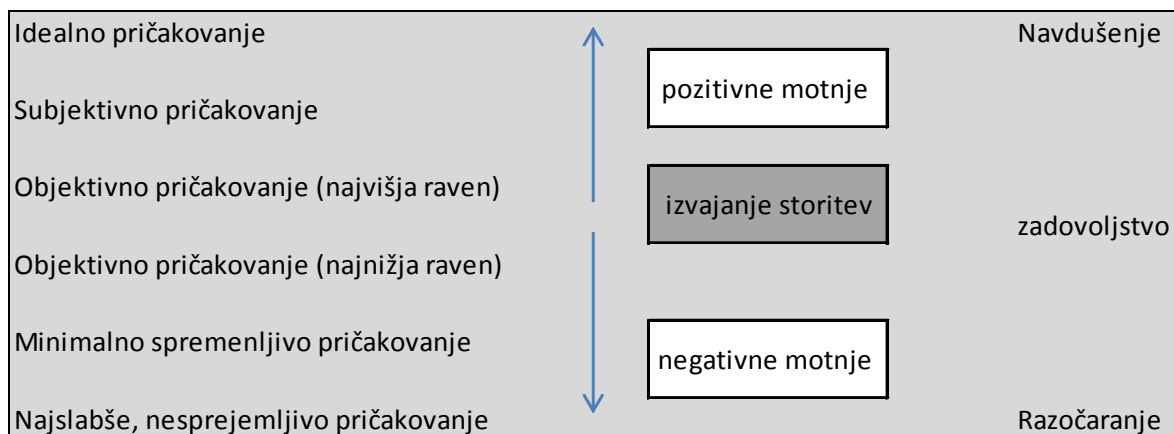 Idealno pričakovanje
Navdušenje
pozitivne motnje
Subjektivno pričakovanje
Objektivno pričakovanje (najvišja raven)
izvajanje storitev
zadovoljstvo
Objektivno pričakovanje (najnižja raven)
Minimalno spremenljivo pričakovanje
negativne motnje
Najslabše, nesprejemljivo pričakovanje
Razočaranje